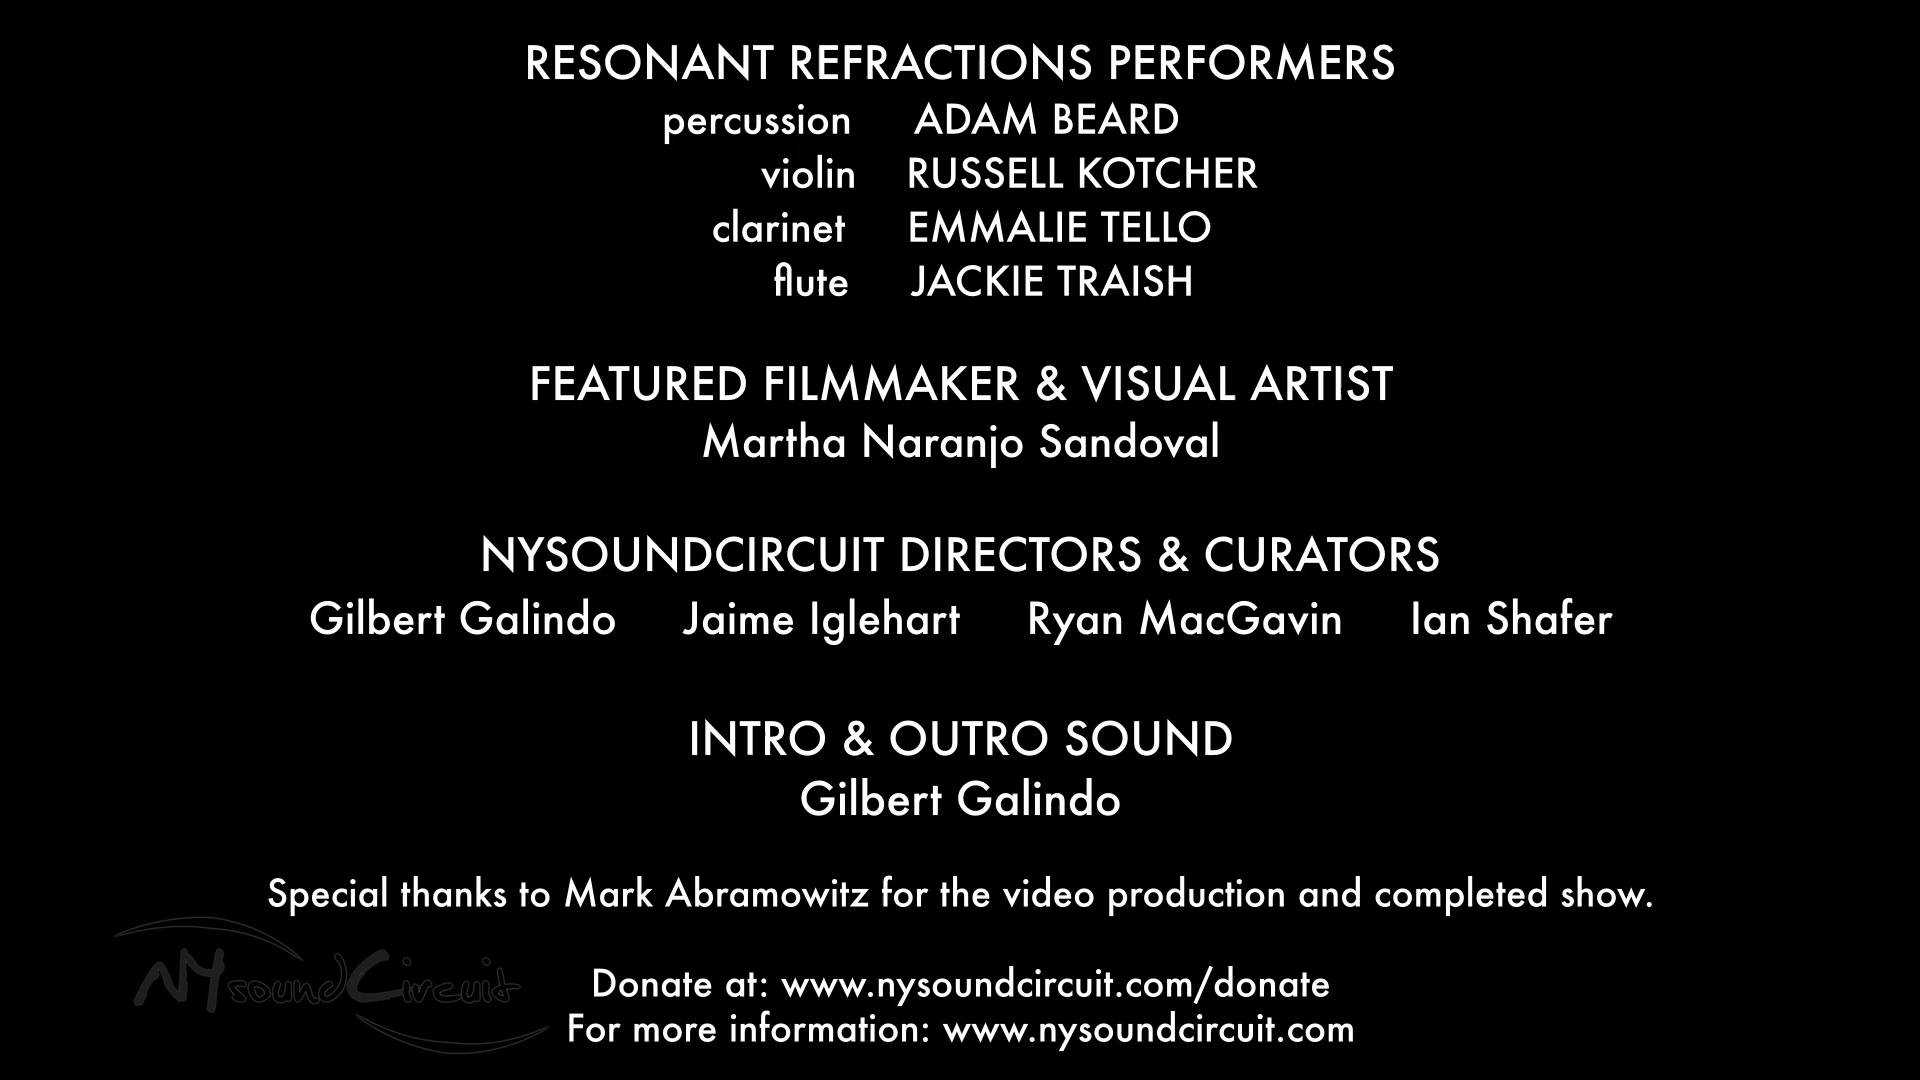 RESONANT REFRACTIONS PERFORMERS
percussion ADAM BEARD
violin RUSSELL KOTCHER
clarinet EMMALIE TELLO
flute JACKIE TRAISH
FEATURED FILMMAKER & VISUAL ARTIST
Martha Naranjo Sandoval
NYSOUNDCIRCUIT DIRECTORS & CURATORS
Gilbert Galindo Jaime Iglehart Ryan MacGavin Ian Shafer
INTRO & OUTRO SOUND
Gilbert Galindo
Special thanks to Mark Abramowitz for the video production and completed show.
NYsoundCircuit
Donate at: www.nysoundcircuit.com/donate
For more information: www.nysoundcircuit.com